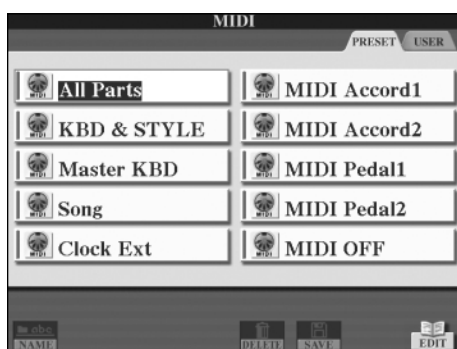 MIDI
PRESET USER
All Parts
KBD & STYLE
Master KBD
Song
Clock Ext
MIDI Accord1
MIDI Accord2
MIDI Pedal1
MIDI Pedal2
MIDI OFF
abc
NAME
DELETE
SAVE
EDIT